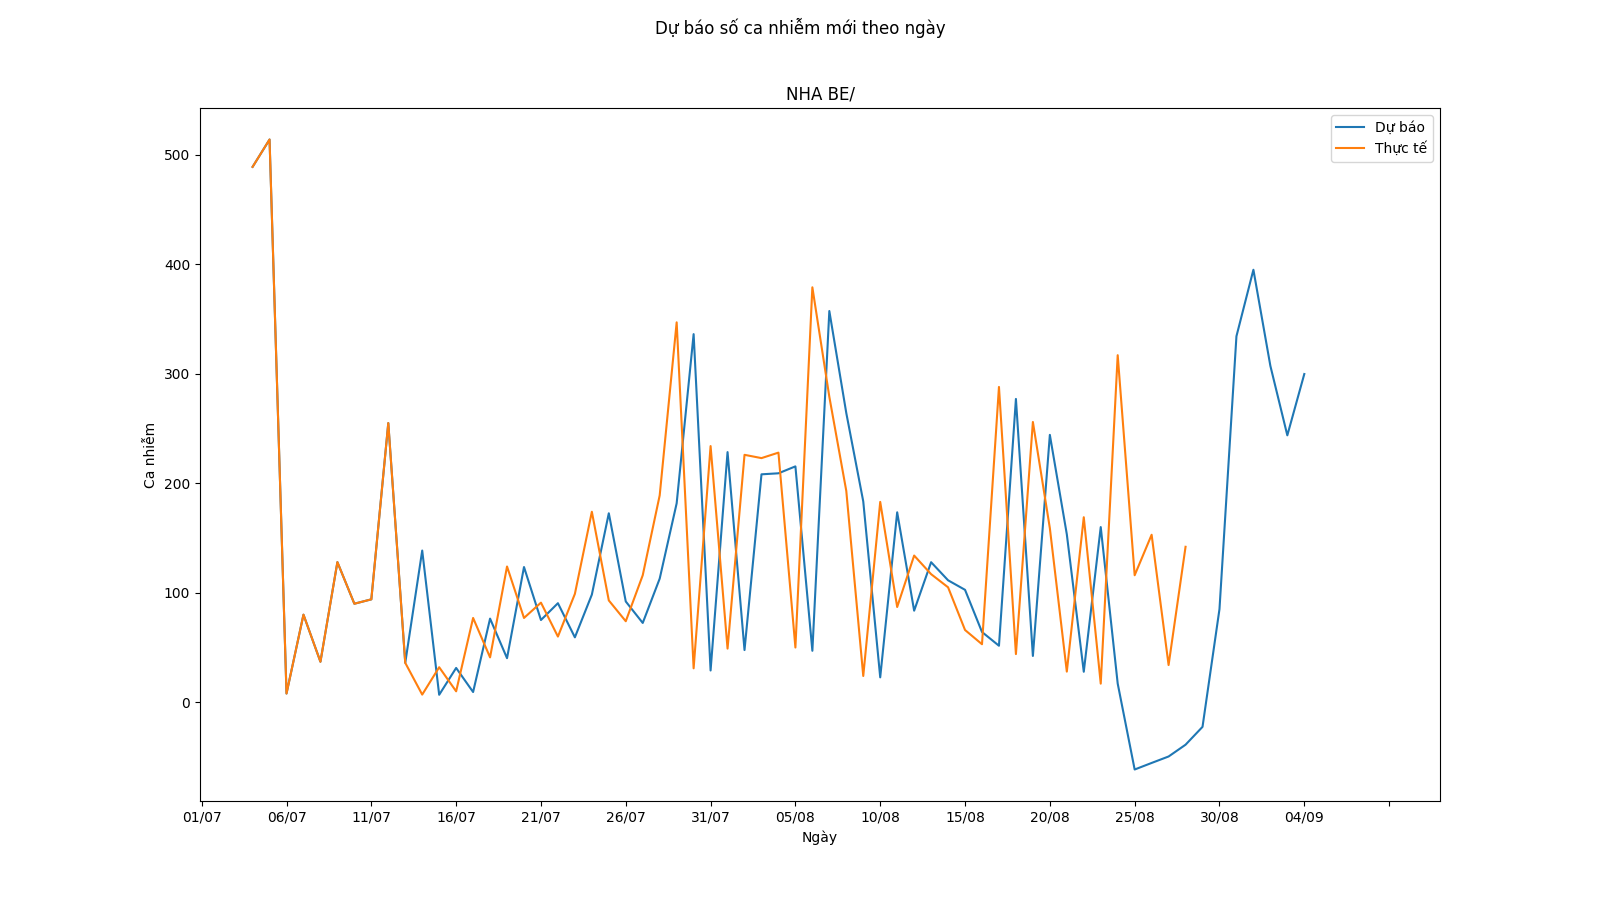 Dự báo số ca nhiễm mới theo ngày
NHA BE/
Dự báo
Thực tế
500
400
300
200
100
0
Ca nhiễm
01/07 06/07 11/07 16/07 21/07 26/07 31/07 05/08 10/08 15/08 20/08 25/08 30/08 04/09
Ngày